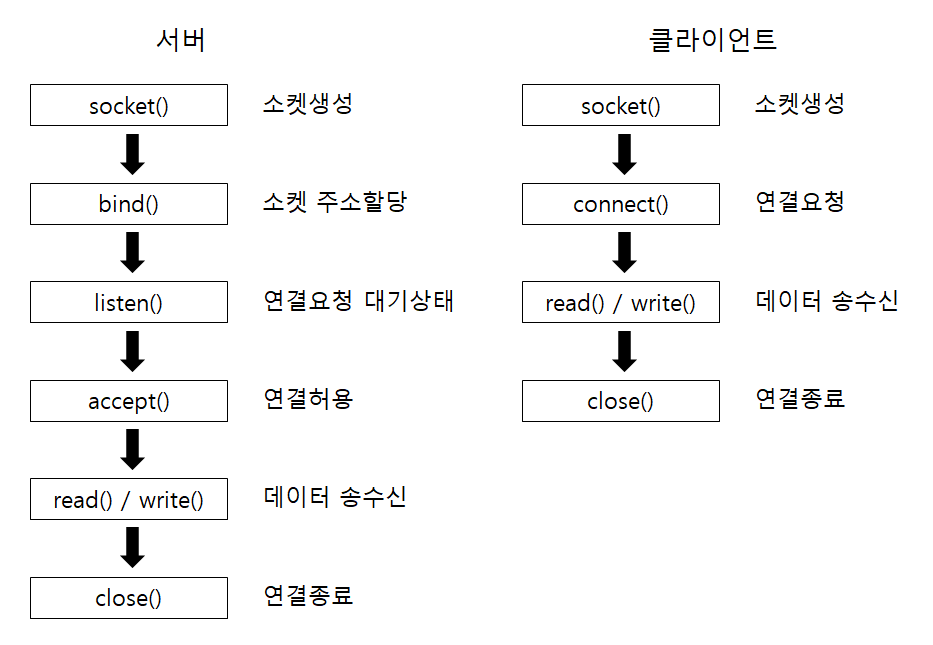 서버
socket() 소켓생성
bind() 소켓 주소할당
listen() 연결요청 대기상태
accept() 연결허용
read() / write() 데이터 송수신
close() 연결종료
클라이언트
socket() 소켓생성
connect() 연결요청
read() / write() 데이터 송수신
close() 연결종료